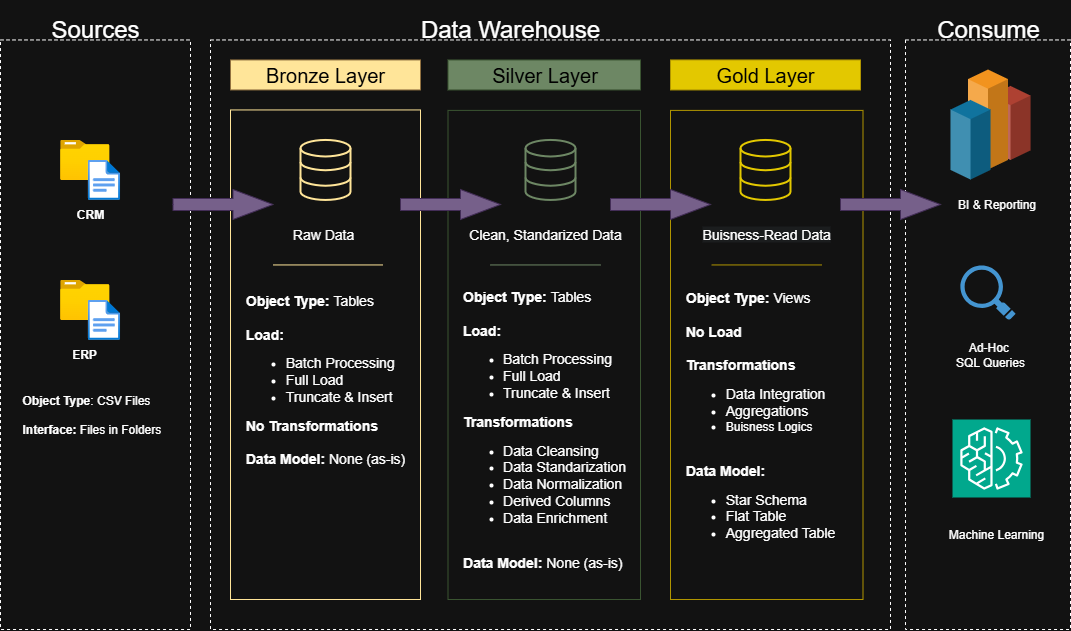 Sources
CRM
ERP
Object Type: CSV Files
Interface: Files in Folders
Data Warehouse
Bronze Layer
Raw Data
Object Type: Tables
Load:
Batch Processing
Full Load
Truncate & Insert
No Transformations
Data Model: None (as-is)
Silver Layer
Clean, Standarized Data
Object Type: Tables
Load:
Batch Processing
Full Load
Truncate & Insert
Transformations
Data Cleansing
Data Standarization
Data Normalization
Derived Columns
Data Enrichment
Data Model: None (as-is)
Gold Layer
Buisness-Read Data
Object Type: Views
No Load
Transformations
Data Integration
Aggregations
Buisness Logics
Data Model:
Star Schema
Flat Table
Aggregated Table
Consume
BI & Reporting
Ad-Hoc
SQL Queries
Machine Learning